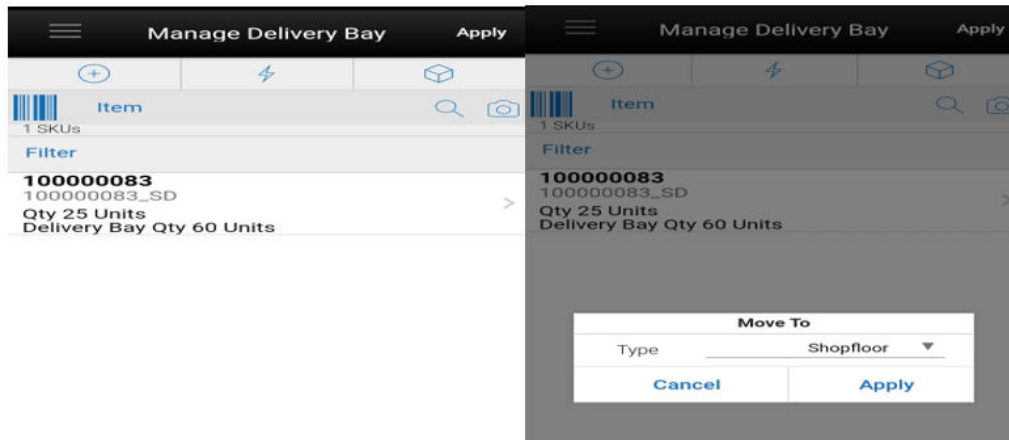 Manage Delivery Bay Apply
Item
1 SKUs
Filter
100000083
100000083_SD
Qty 25 Units
Delivery Bay Qty 60 Units
Manage Delivery Bay Apply
Item
1 SKUs
Filter
100000083
100000083_SD
Qty 25 Units
Delivery Bay Qty 60 Units
Move To
Type Shopfloor
Cancel Apply